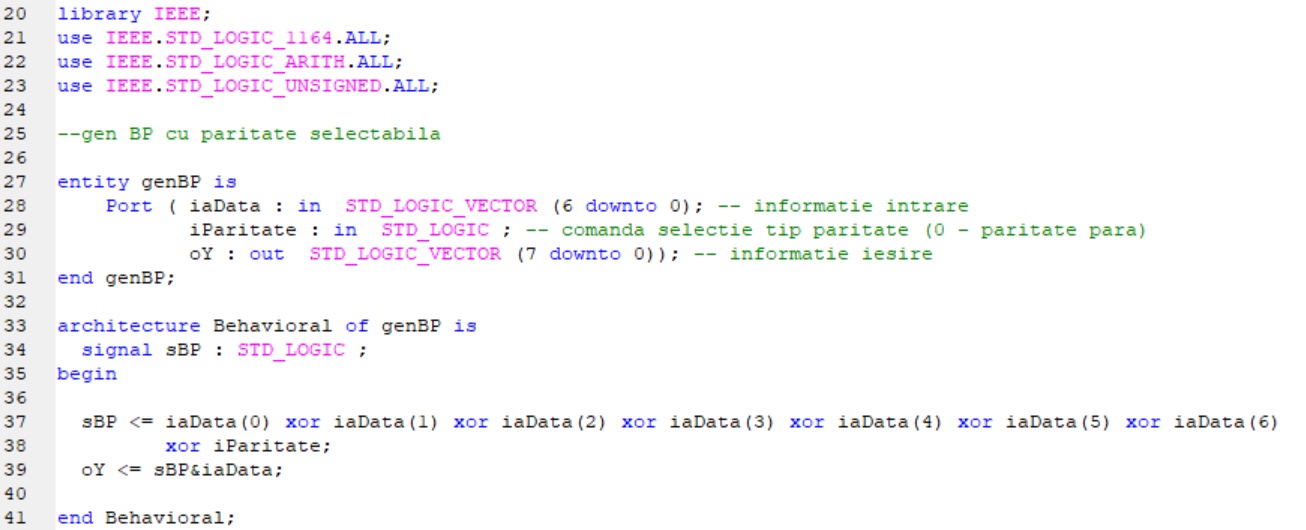 20 library IEEE;
21 use IEEE.STD_LOGIC_1164.ALL;
22 use IEEE.STD_LOGIC_ARITH.ALL;
23 use IEEE.STD_LOGIC_UNSIGNED.ALL;
24
25 --gen BP cu paritate selectabila
26
27 entity genBP is
28     Port ( iaData : in  STD_LOGIC_VECTOR (6 downto 0); -- informatie intrare
29            iParitate : in  STD_LOGIC ; -- comanda selectie tip paritate (0 - paritate para)
30            oY : out  STD_LOGIC_VECTOR (7 downto 0)); -- informatie iesire
31 end genBP;
32
33 architecture Behavioral of genBP is
34   signal sBP : STD_LOGIC ;
35 begin
36
37   sBP <= iaData(0) xor iaData(1) xor iaData(2) xor iaData(3) xor iaData(4) xor iaData(5) xor iaData(6)
38          xor iParitate;
39   oY <= sBP&iaData;
40
41 end Behavioral;